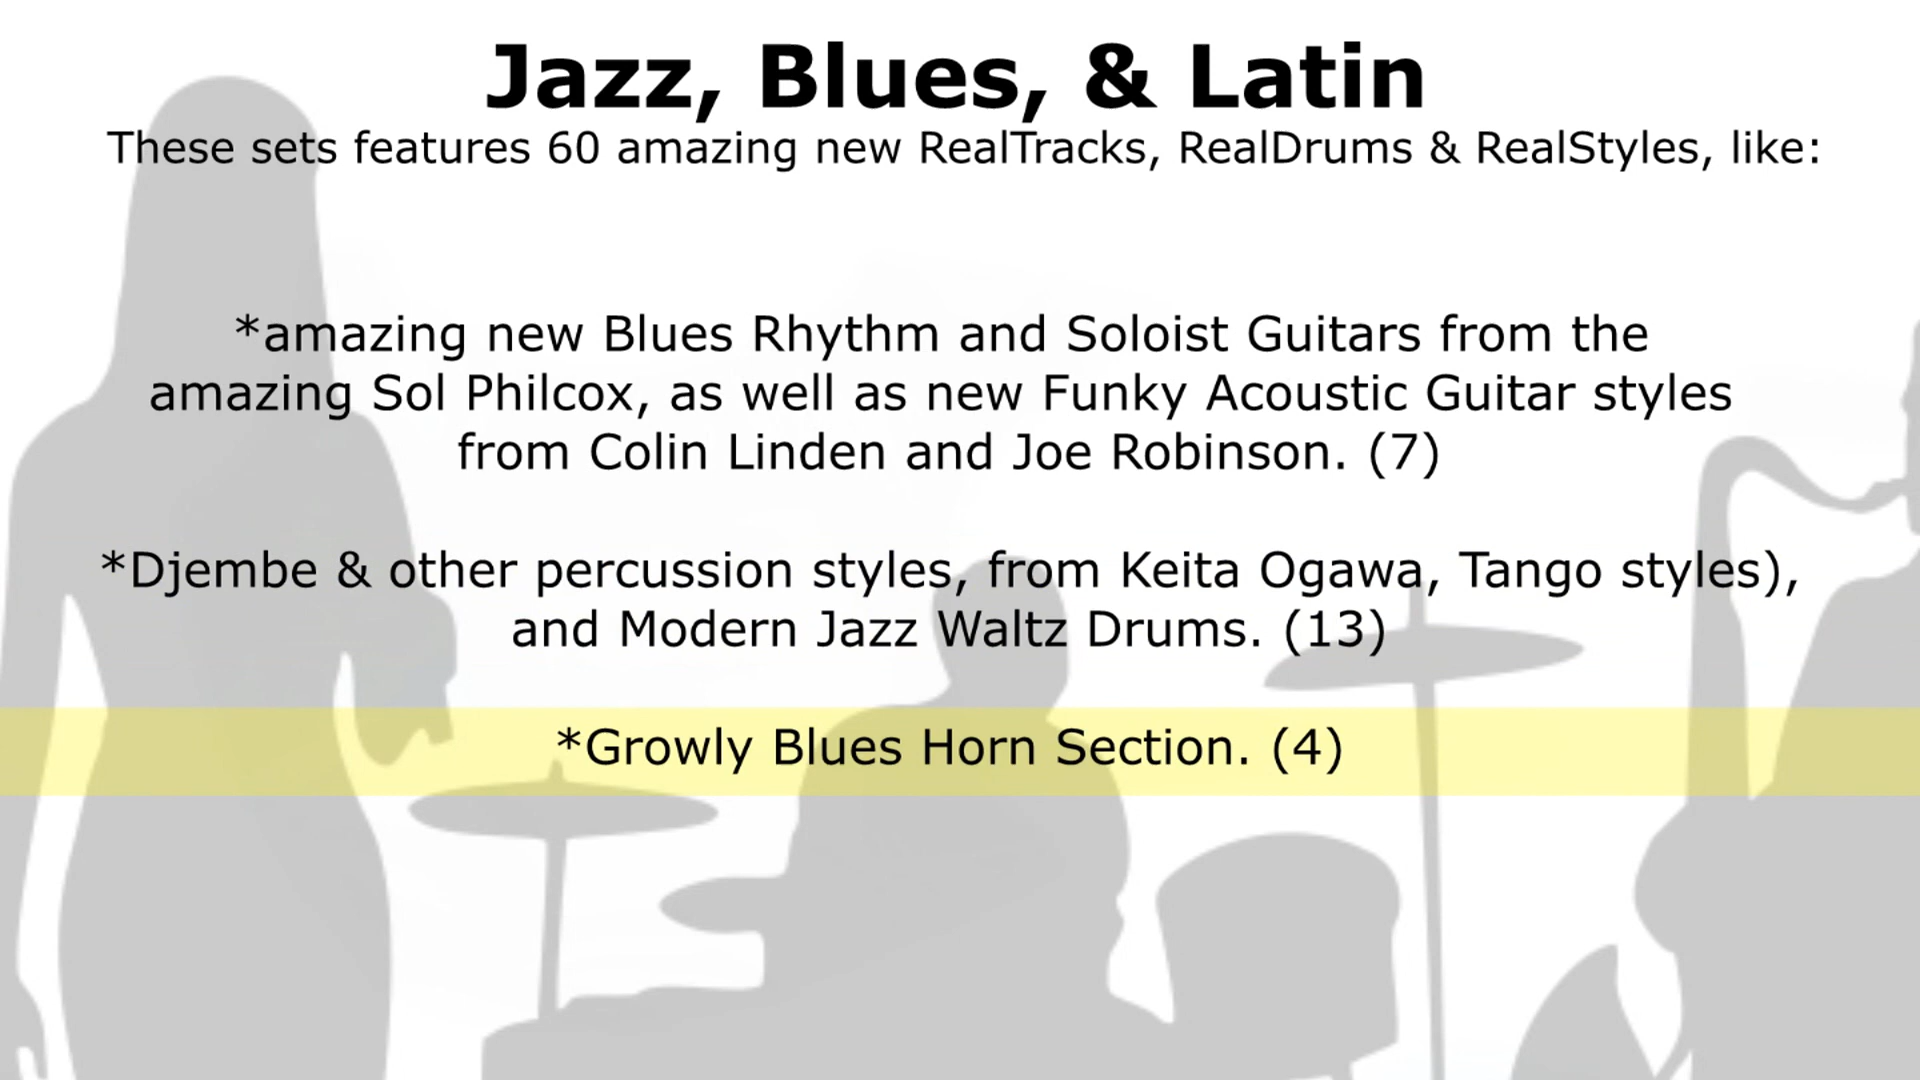 Jazz, Blues, & Latin
These sets features 60 amazing new RealTracks, RealDrums & RealStyles, like:
*amazing new Blues Rhythm and Soloist Guitars from the
amazing Sol Philcox, as well as new Funky Acoustic Guitar styles
from Colin Linden and Joe Robinson. (7)
*Djembe & other percussion styles, from Keita Ogawa, Tango styles),
and Modern Jazz Waltz Drums. (13)
*Growly Blues Horn Section. (4)